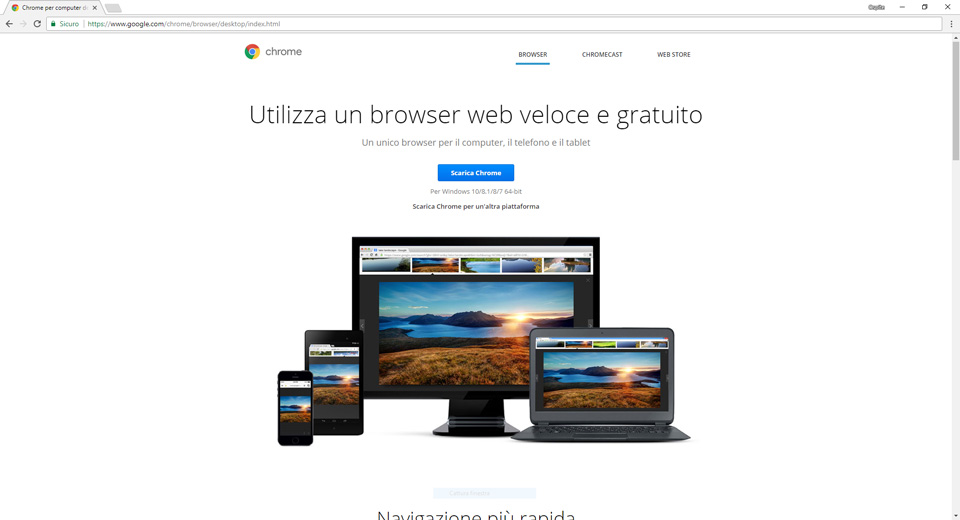 Chrome per computer d
Ospite
Sicuro
https://www.google.com/chrome/browser/desktop/index.html
chrome
BROWSER
CHROMECAST
WEB STORE
Utilizza un browser web veloce e gratuito
Un unico browser per il computer, il telefono e il tablet
Scarica Chrome
Per Windows 10/8.1/8/7 64-bit
Scarica Chrome per un'altra piattaforma
Navigazione più rapida